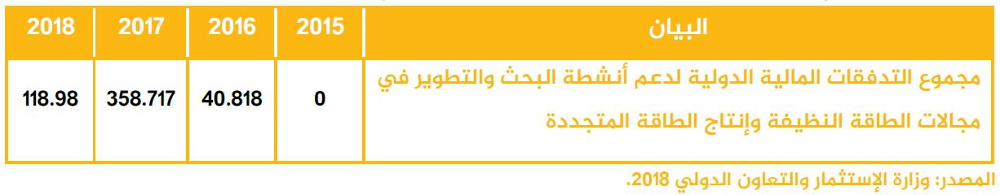 البيان 2015 2016 2017 2018
مجموع التدفقات المالية الدولية لدعم أنشطة البحث والتطوير في
مجالات الطاقة النظيفة وإنتاج الطاقة المتجددة
0 40.818 358.717 118.98
المصدر: وزارة الإستثمار والتعاون الدولي 2018.